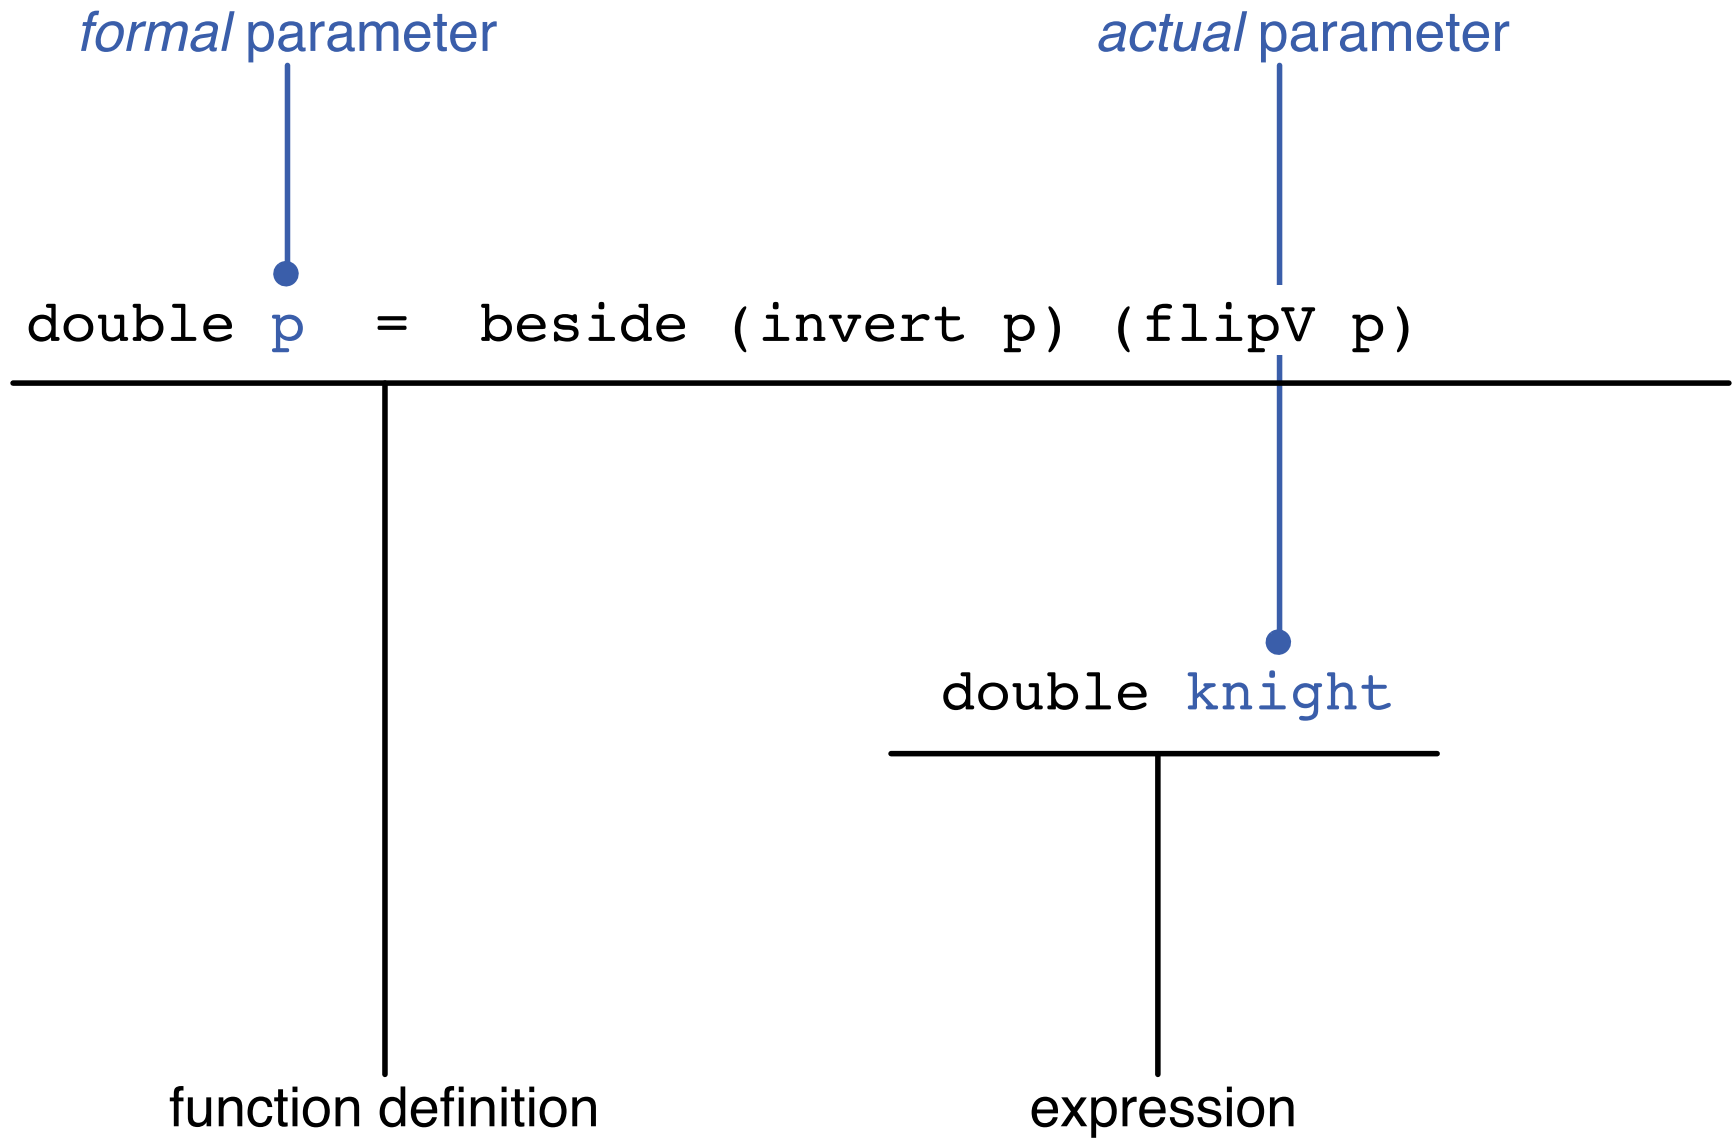 formal parameter
actual parameter
double p = beside (invert p) (flipV p)
double knight
function definition
expression